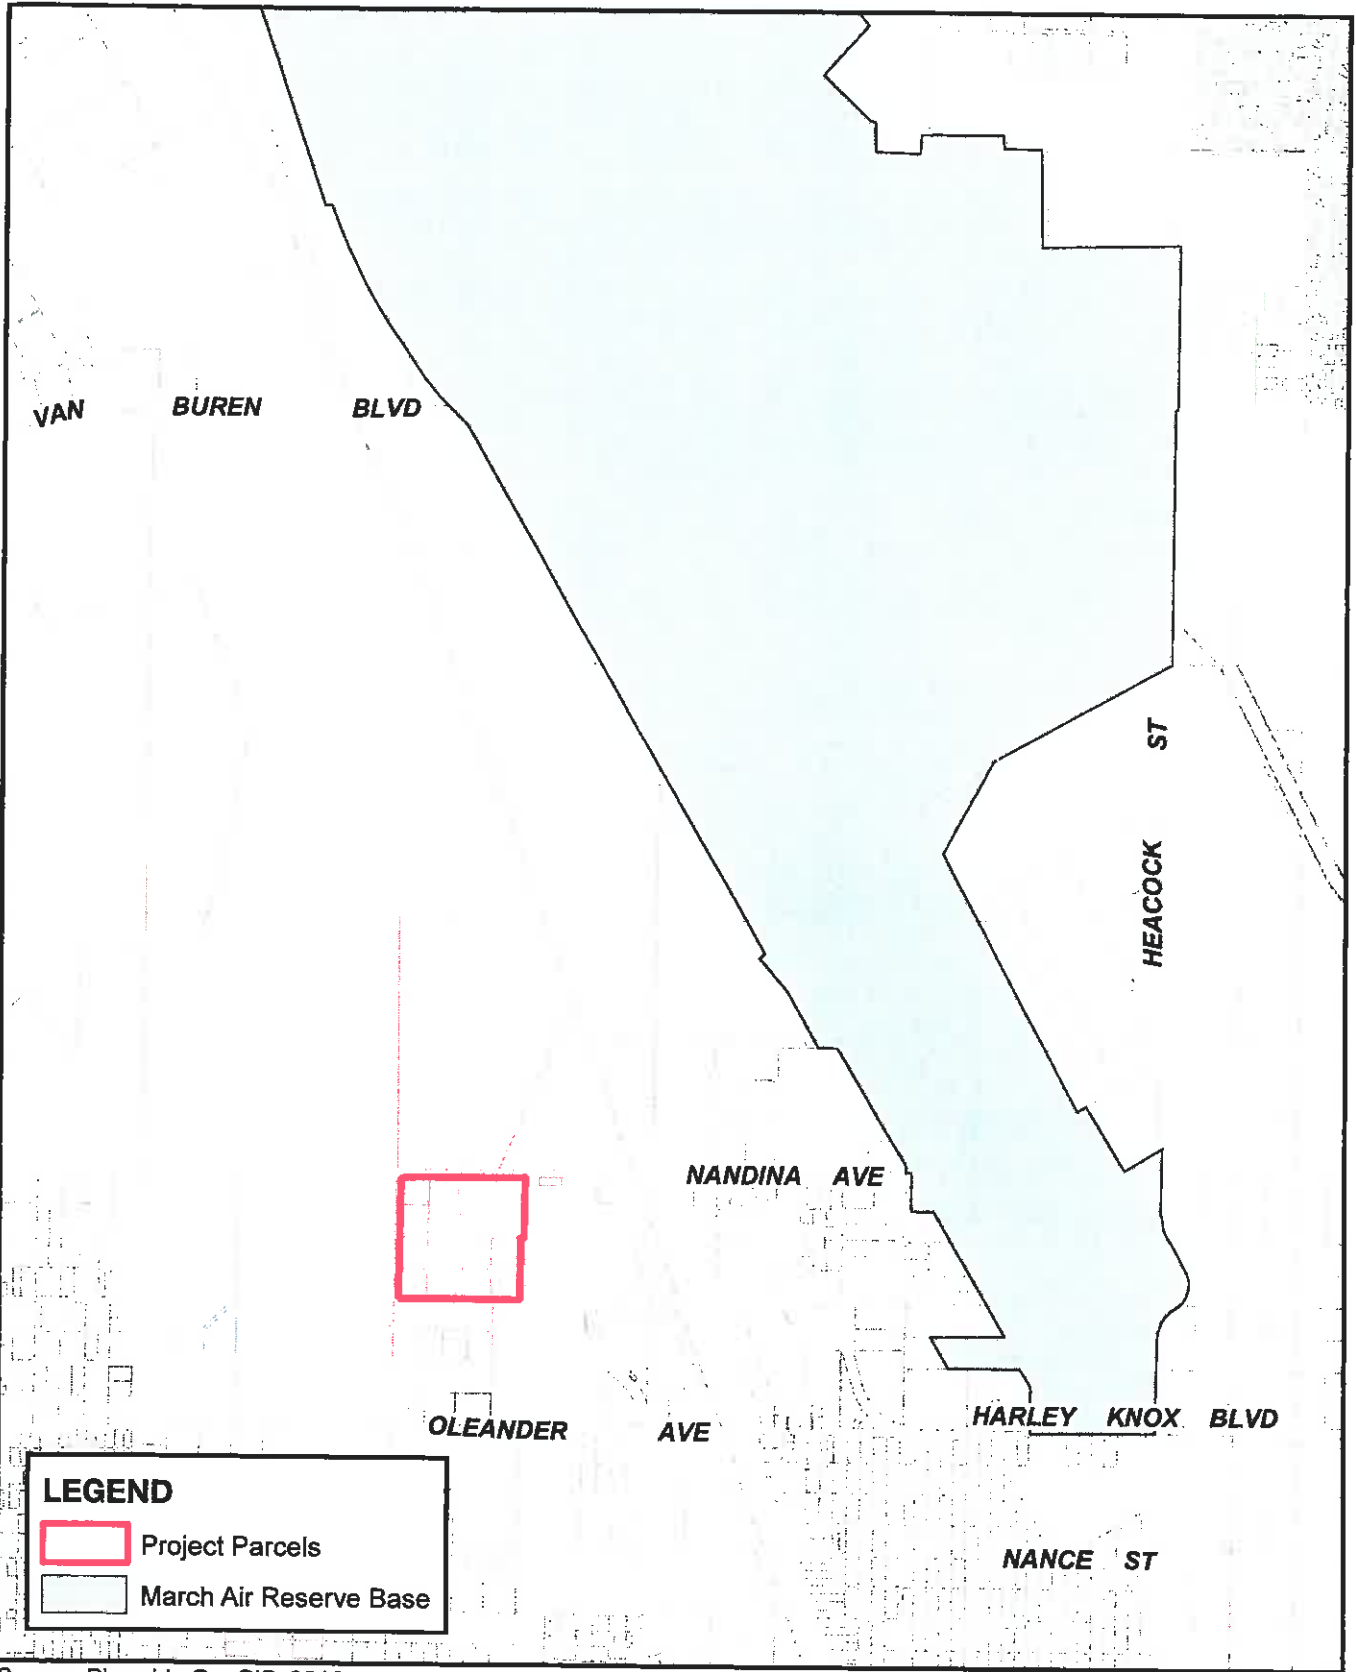 VAN BUREN BLVD
HEACOCK ST
NANDINA AVE
OLEANDER AVE
HARLEY KNOX BLVD
NANCE ST
LEGEND
Project Parcels
March Air Reserve Base